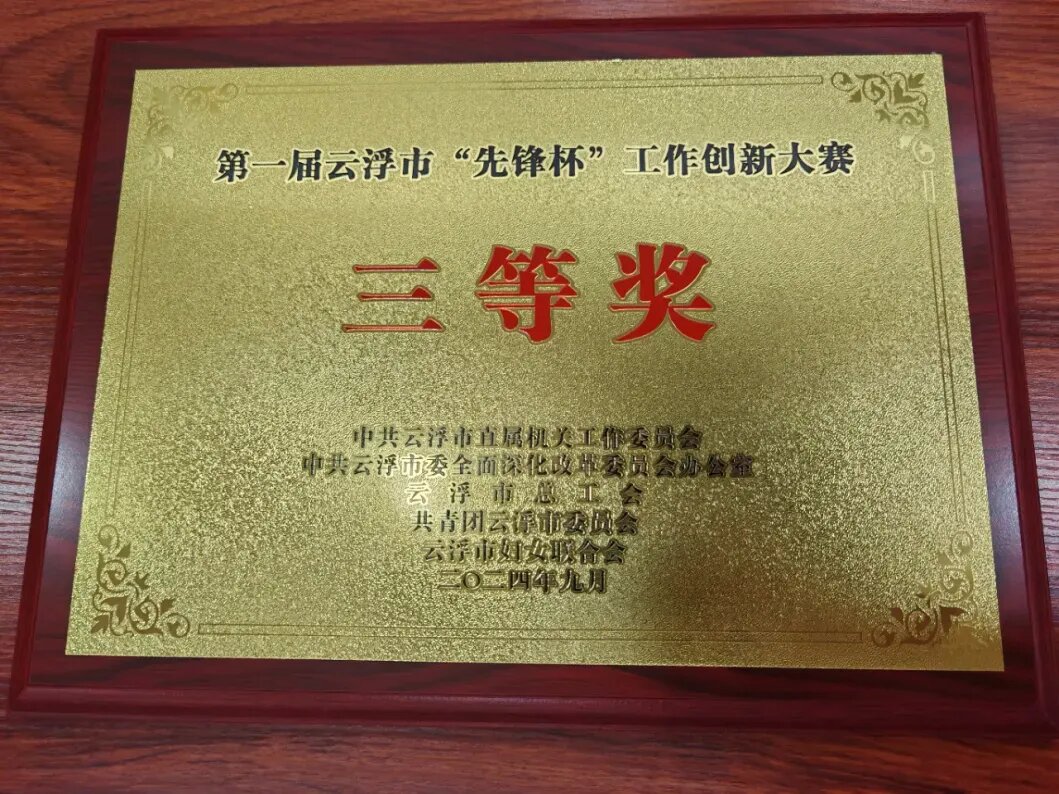 第一届云浮市“先锋杯”工作创新大赛
三等奖
中共云浮市直属机关工作委员会
中共云浮市委全面深化改革委员会办公室
云浮市总工会
共青团云浮市委员会
云浮市妇女联合会
二〇二四年九月